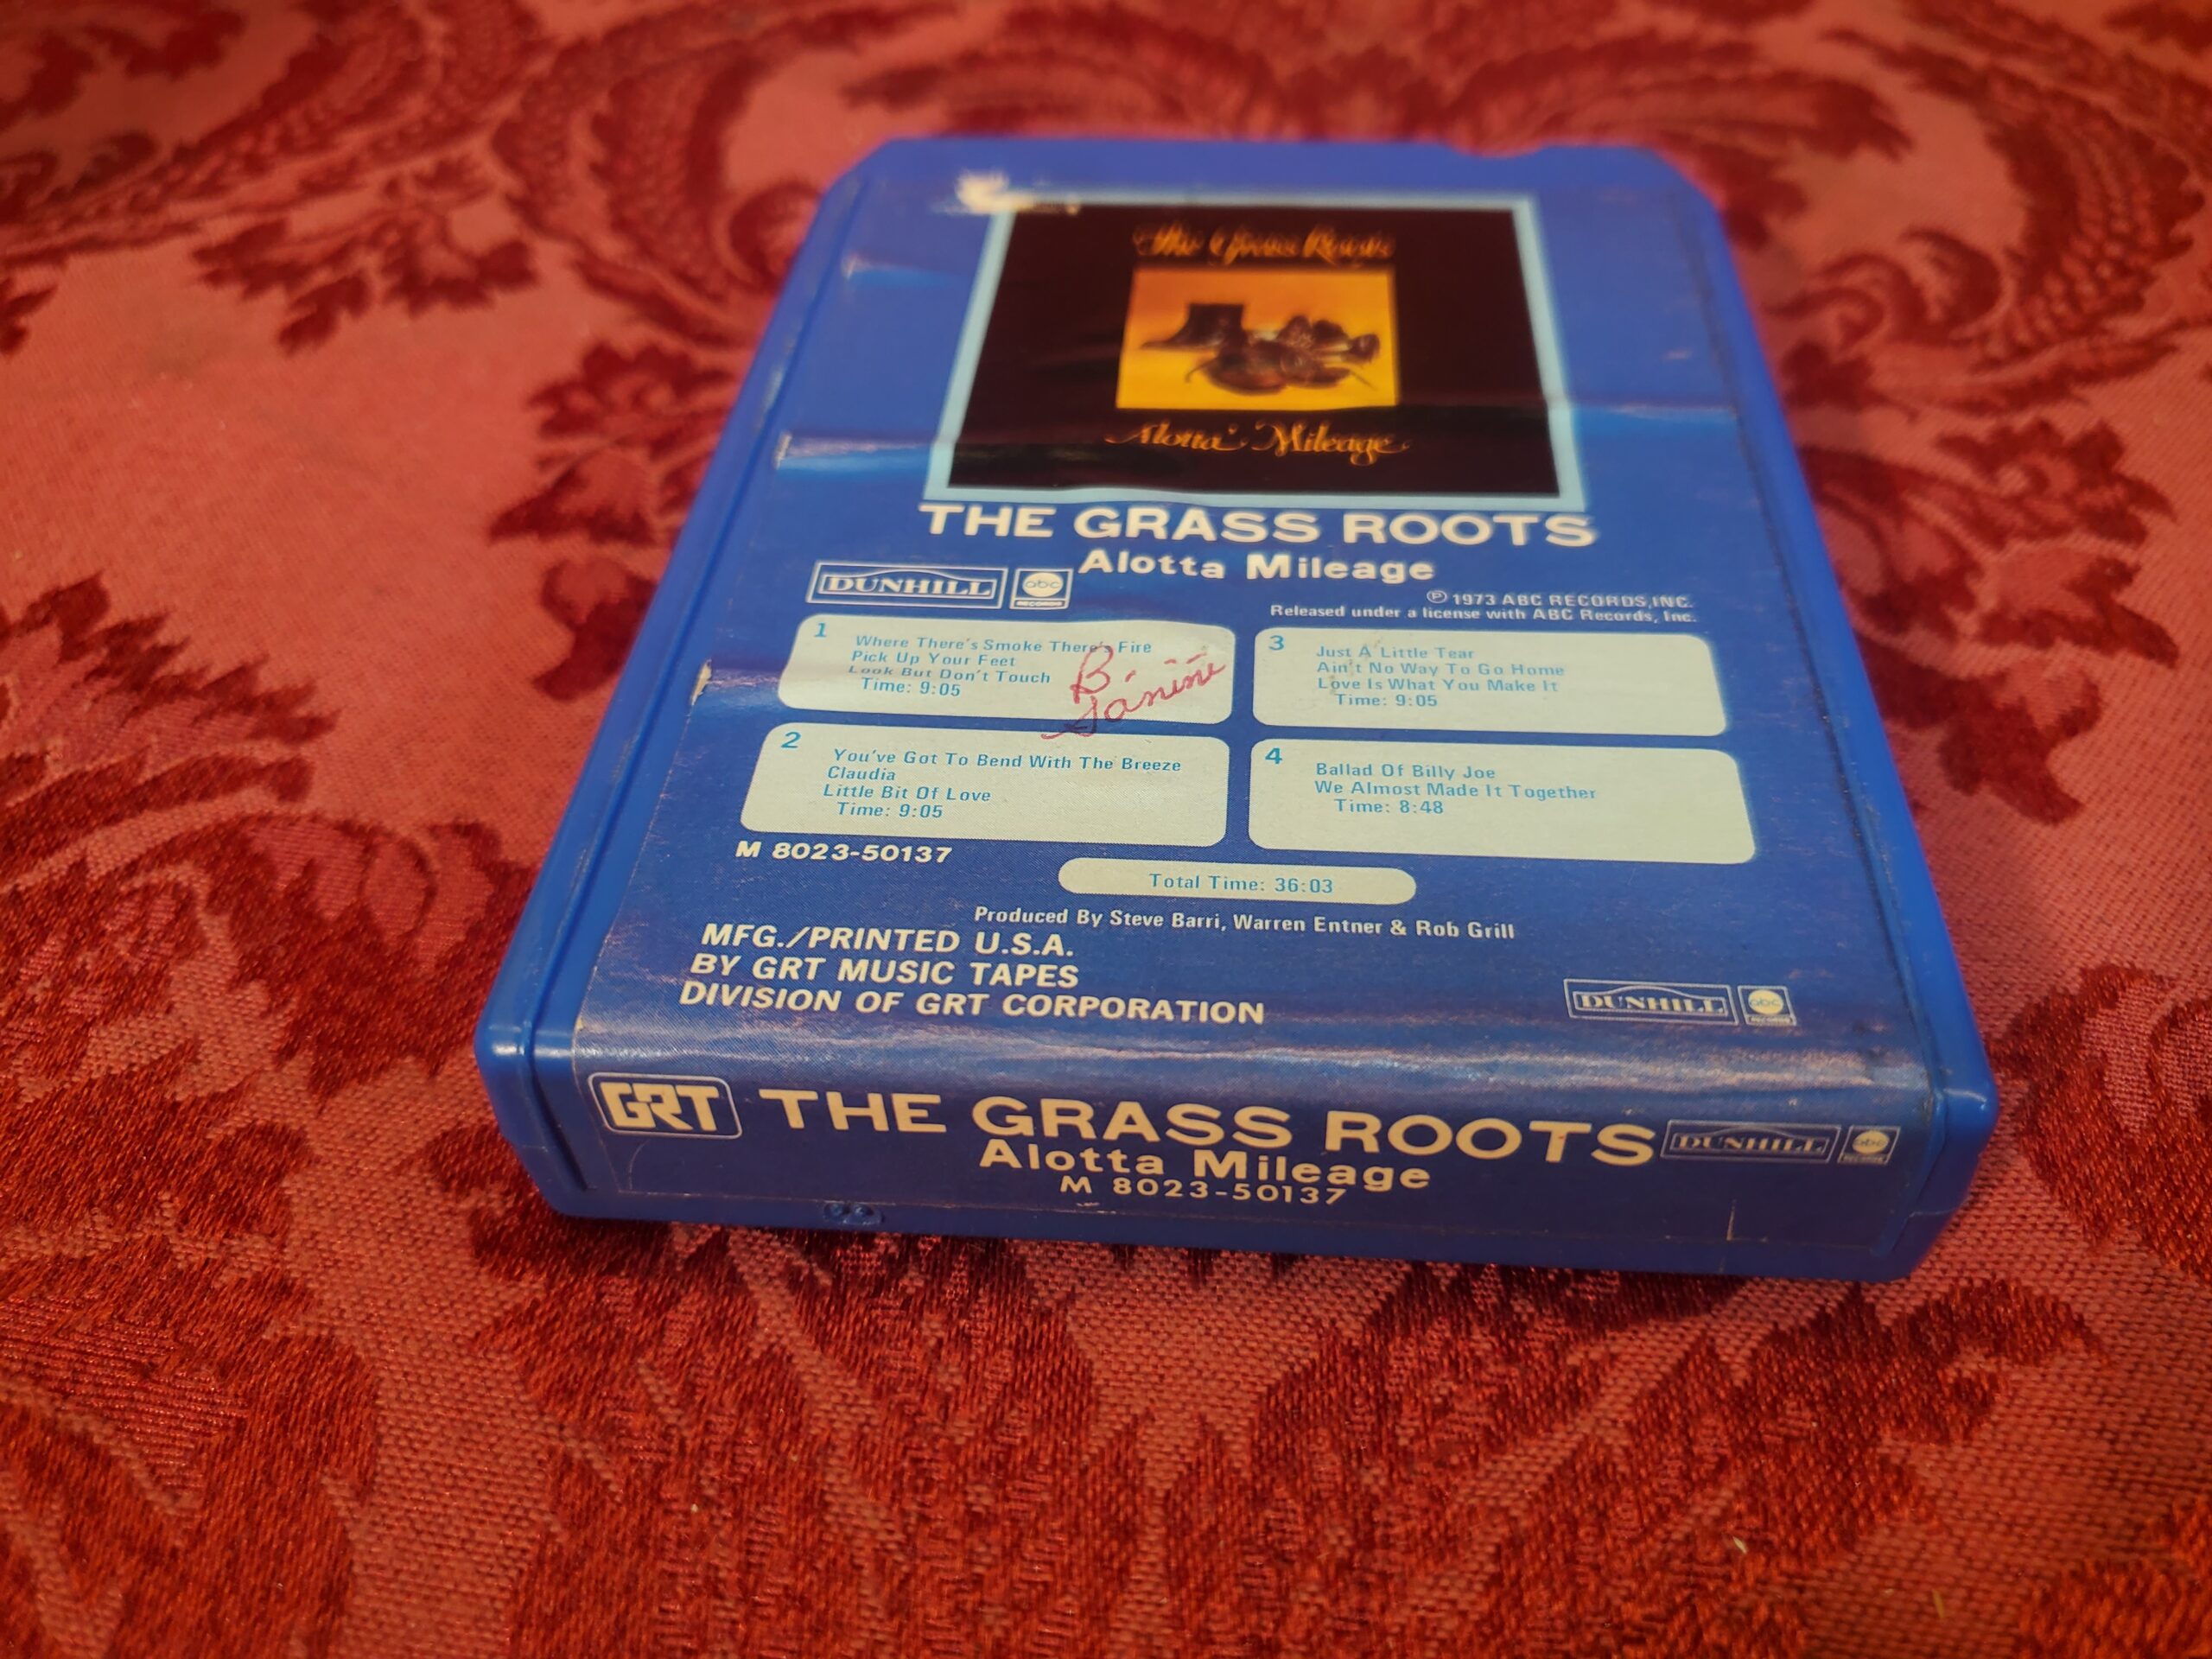 The Grass Roots
Alotta' Mileage
THE GRASS ROOTS
Alotta Mileage
DUNHILL abc RECORDS
Ⓟ 1973 ABC RECORDS, INC.
Released under a license with ABC Records, Inc.
1
Where There's Smoke There's Fire
Pick Up Your Feet
Look But Don't Touch
Time: 9:05
B.
2
You've Got To Bend With The Breeze
Claudia
Little Bit Of Love
Time: 9:05
3
Just A Little Tear
Ain't No Way To Go Home
Love Is What You Make It
Time: 9:05
4
Ballad Of Billy Joe
We Almost Made It Together
Time: 8:48
M 8023-50137
Total Time: 36:03
Produced By Steve Barri, Warren Entner & Rob Grill
MFG./PRINTED U.S.A.
BY GRT MUSIC TAPES
DIVISION OF GRT CORPORATION
DUNHILL abc RECORDS
GRT THE GRASS ROOTS DUNHILL abc RECORDS
Alotta Mileage
M 8023-50137